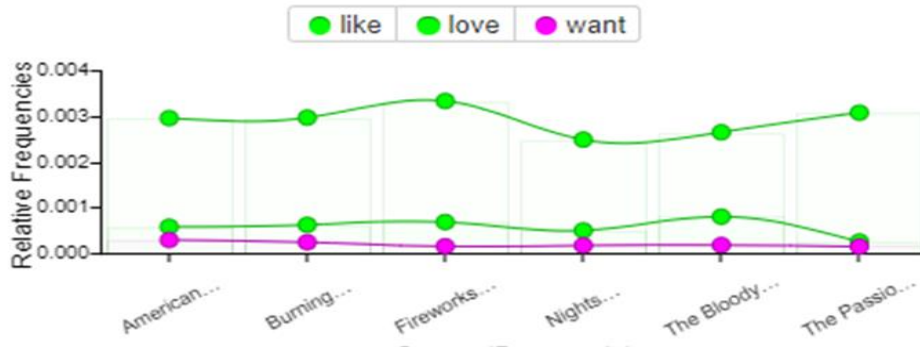 like love want
Relative Frequencies
0.004
0.003
0.002
0.001
0.000
American...
Burning...
Fireworks...
Nights...
The Bloody...
The Passio...